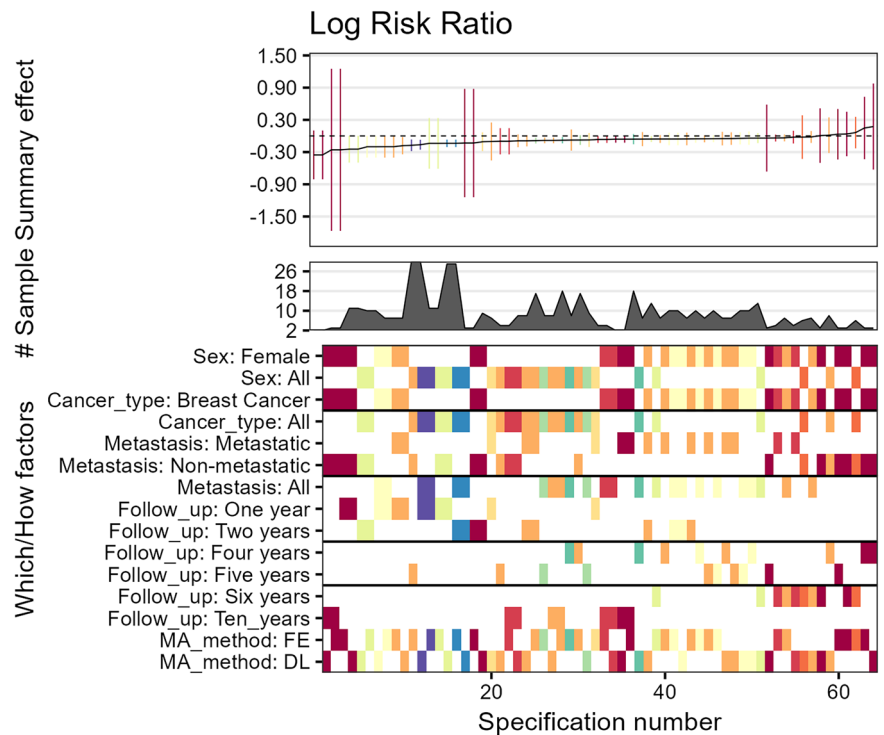 Log Risk Ratio
Summary effect
1.50
0.90
0.30
-0.30
-0.90
-1.50
# Sample
26
18
10
2
Which/How factors
Sex: Female
Sex: All
Cancer_type: Breast Cancer
Cancer_type: All
Metastasis: Metastatic
Metastasis: Non-metastatic
Metastasis: All
Follow_up: One year
Follow_up: Two years
Follow_up: Four years
Follow_up: Five years
Follow_up: Six years
Follow_up: Ten_years
MA_method: FE
MA_method: DL
20
40
60
Specification number